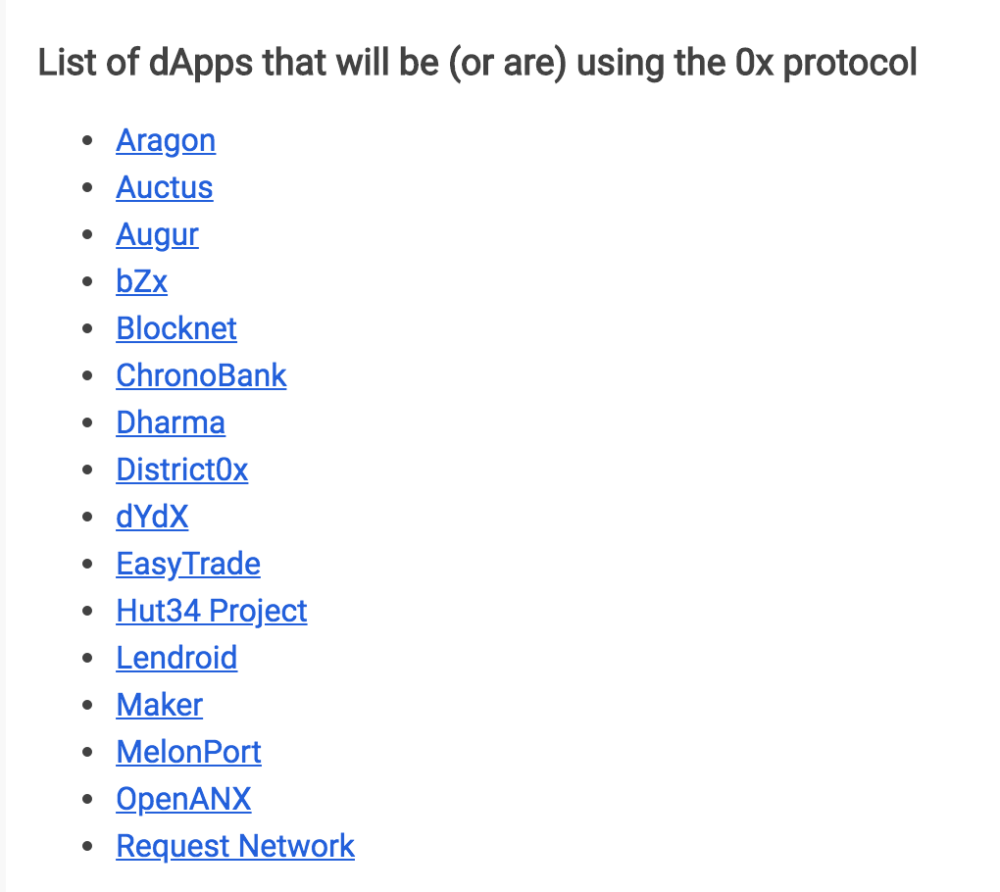 List of dApps that will be (or are) using the 0x protocol
Aragon
Auctus
Augur
bZx
Blocknet
ChronoBank
Dharma
District0x
dYdX
EasyTrade
Hut34 Project
Lendroid
Maker
MelonPort
OpenANX
Request Network